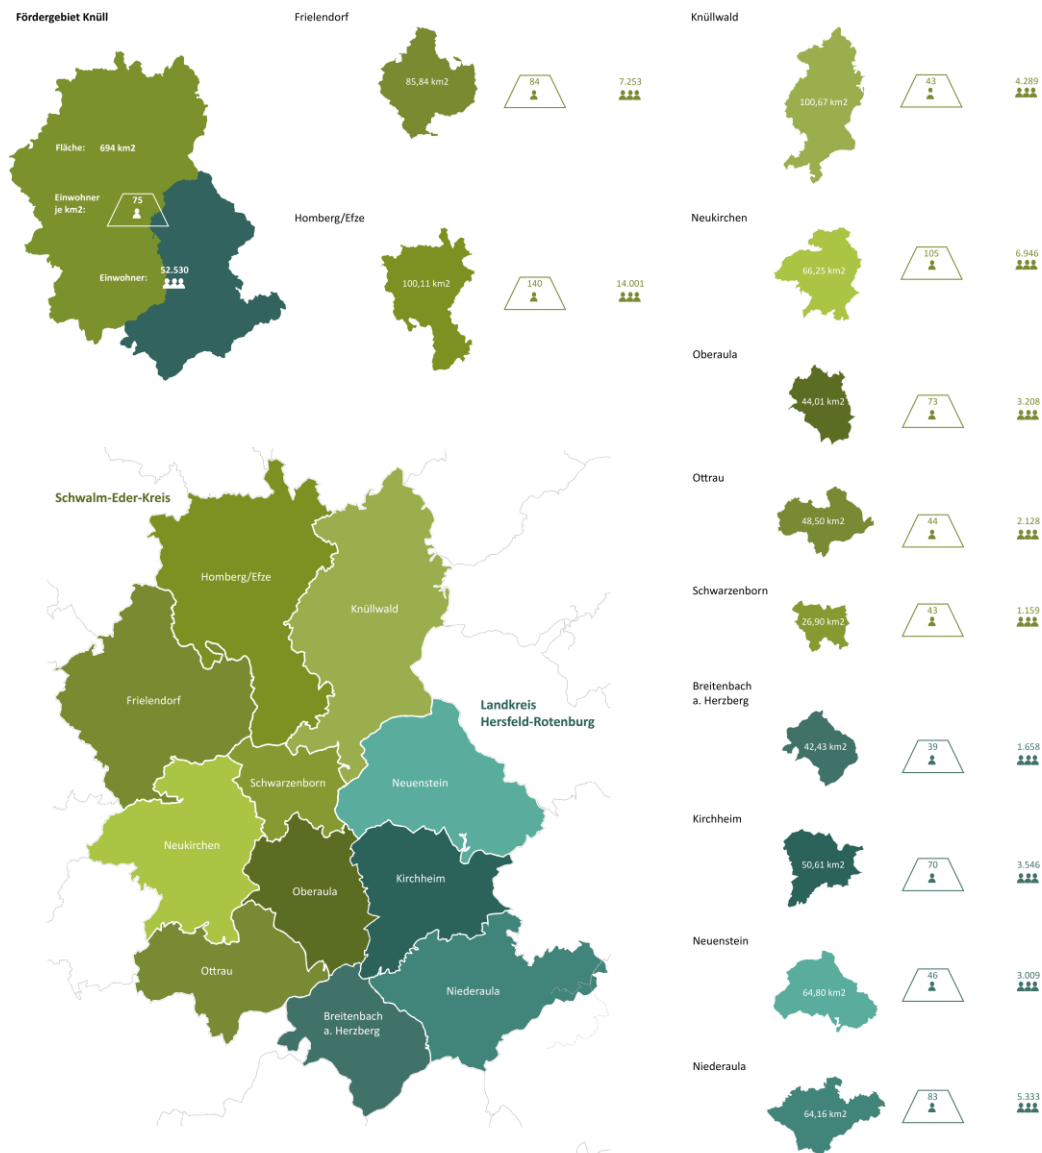 Fördergebiet Knüll
Fläche: 694 km2
Einwohner
je km2:
75
Einwohner:
52.530
Frielendorf
85,84 km2
84
7.253
Homberg/Efze
100,11 km2
140
14.001
Knüllwald
100,67 km2
43
4.289
Neukirchen
66,25 km2
105
6.946
Oberaula
44,01 km2
73
3.208
Ottrau
48,50 km2
44
2.128
Schwarzenborn
26,90 km2
43
1.159
Breitenbach
a. Herzberg
42,43 km2
39
1.658
Kirchheim
50,61 km2
70
3.546
Neuenstein
64,80 km2
46
3.009
Niederaula
64,16 km2
83
5.333
Schwalm-Eder-Kreis
Homberg/Efze
Knüllwald
Frielendorf
Landkreis
Hersfeld-Rotenburg
Schwarzenborn
Neuenstein
Neukirchen
Oberaula
Kirchheim
Ottrau
Niederaula
Breitenbach
a. Herzberg